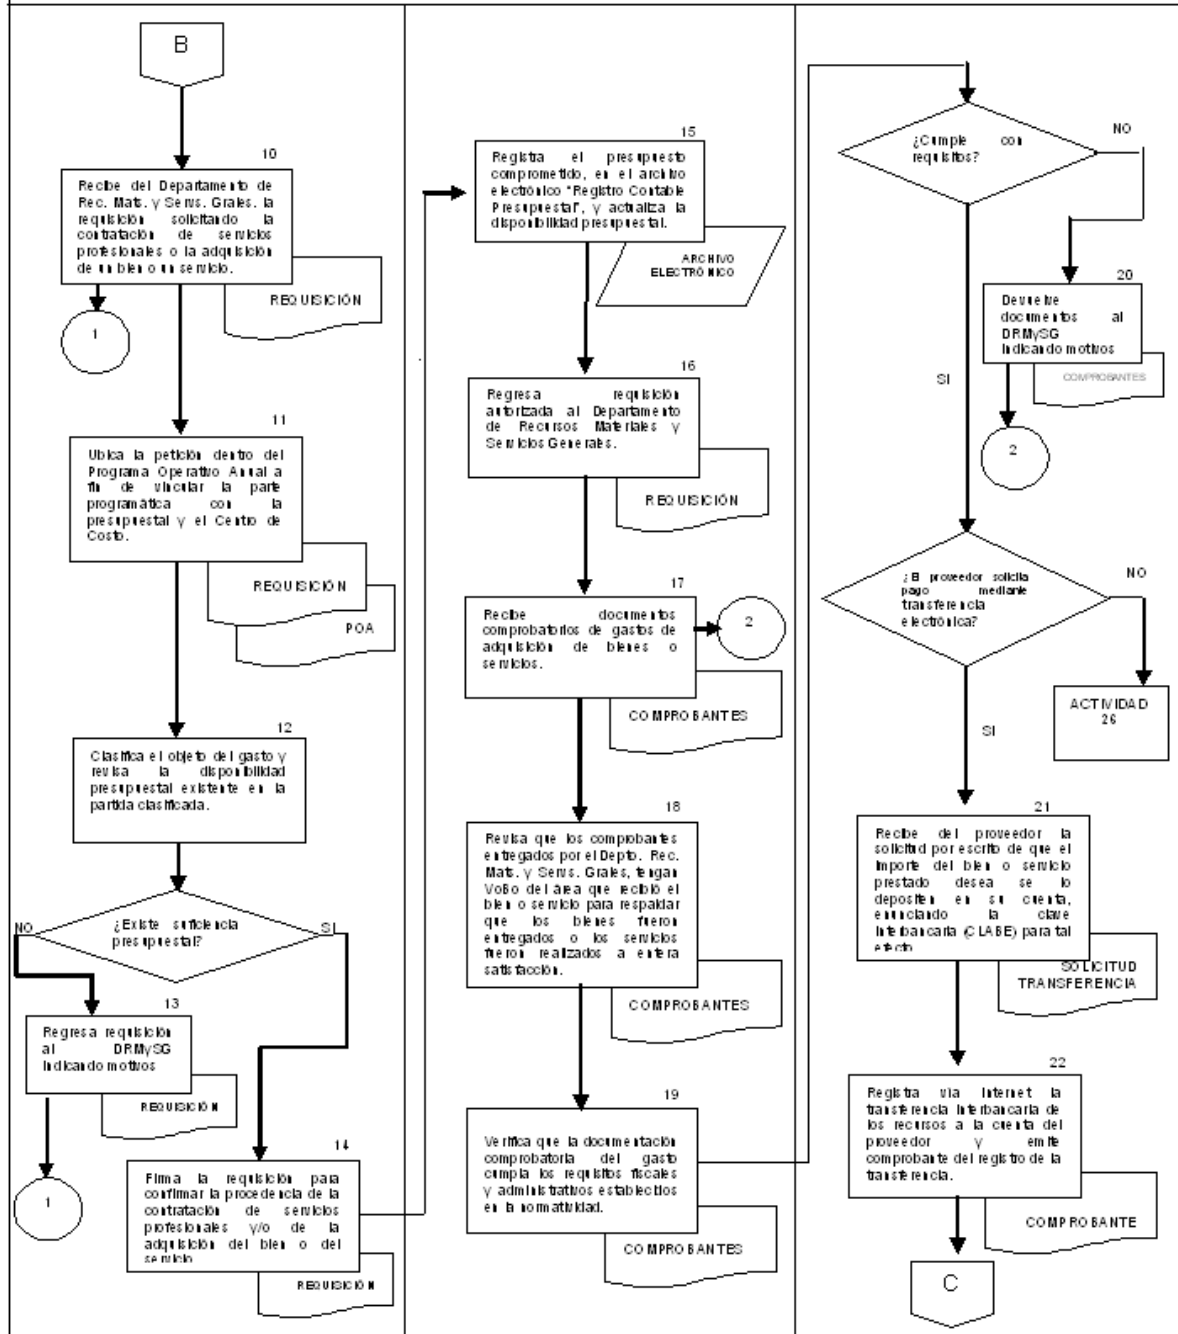 B
10
Recibe del Departamento de
Rec. Mats. y Servs. Grales. la
requisición solicitando la
contratación de servicios
profesionales o la adquisición
de un bien o un servicio.
REQUISICIÓN
1
11
Ubica la petición dentro del
Programa Operativo Anual a
fin de vincular la parte
programática con la
presupuestal y el Centro de
Costo.
REQUISICIÓN
POA
12
Clasifica el objeto del gasto y
revisa la disponibilidad
presupuestal existente en la
partida clasificada.
¿Existe suficiencia
presupuestal?
NO
SI
13
Regresa requisición
al DRMySG
indicando motivos
REQUISICIÓN
1
14
Firma la requisición para
confirmar la procedencia de la
contratación de servicios
profesionales y/o de la
adquisición del bien o del
servicio
REQUISICIÓN
15
Registra el presupuesto
comprometido, en el archivo
electrónico "Registro Contable
Presupuestal", y actualiza la
disponibilidad presupuestal.
ARCHIVO
ELECTRÓNICO
16
Regresa requisición
autorizada al Departamento
de Recursos Materiales y
Servicios Generales.
REQUISICIÓN
17
Recibe documentos
comprobatorios de gastos de
adquisición de bienes o
servicios.
2
COMPROBANTES
18
Revisa que los comprobantes
entregados por el Depto. Rec.
Mats. y Servs. Grales, tengan
VoBo del área que recibió el
bien o servicio para respaldar
que los bienes fueron
entregados o los servicios
fueron realizados a entera
satisfacción.
COMPROBANTES
19
Verifica que la documentación
comprobatoria del gasto
cumpla los requisitos fiscales
y administrativos establecidos
en la normatividad.
COMPROBANTES
¿Cumple con
requisitos?
NO
SI
20
Devuelve
documentos al
DRMySG
indicando motivos
COMPROBANTES
2
¿El proveedor solicita
pago mediante
transferencia
electrónica?
NO
SI
ACTIVIDAD
26
21
Recibe del proveedor la
solicitud por escrito de que el
importe del bien o servicio
prestado desea se lo
depositen en su cuenta,
enunciando la clave
interbancaria (CLABE) para tal
efecto
SOLICITUD
TRANSFERENCIA
22
Registra vía Internet la
transferencia interbancaria de
los recursos a la cuenta del
proveedor y emite
comprobante del registro de la
transferencia.
COMPROBANTE
C